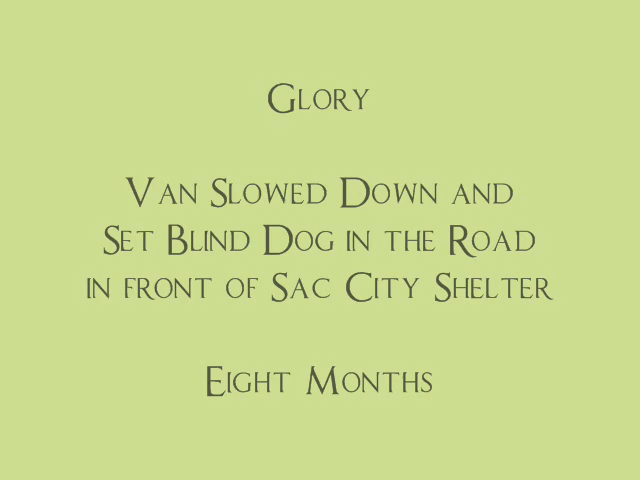 Glory
Van Slowed Down and
Set Blind Dog in the Road
in front of Sac City Shelter
Eight Months